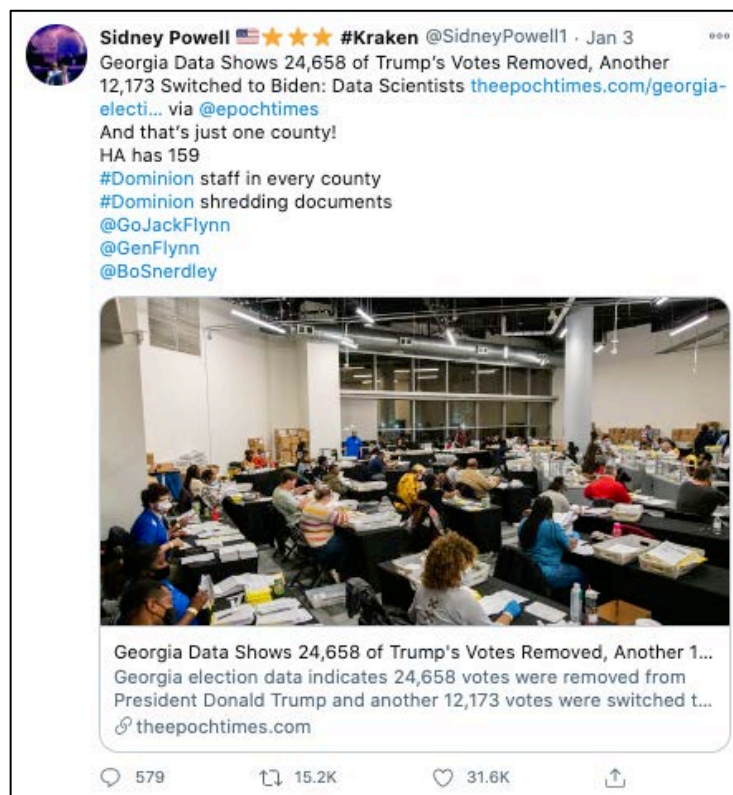 Sidney Powell 🇺🇸⭐⭐⭐ #Kraken @SidneyPowell1 · Jan 3
Georgia Data Shows 24,658 of Trump's Votes Removed, Another
12,173 Switched to Biden: Data Scientists theepochtimes.com/georgia-
electi... via @epochtimes
And that's just one county!
HA has 159
#Dominion staff in every county
#Dominion shredding documents
@GoJackFlynn
@GenFlynn
@BoSnerdley
Georgia Data Shows 24,658 of Trump's Votes Removed, Another 1...
Georgia election data indicates 24,658 votes were removed from
President Donald Trump and another 12,173 votes were switched t...
theepochtimes.com
579 15.2K 31.6K